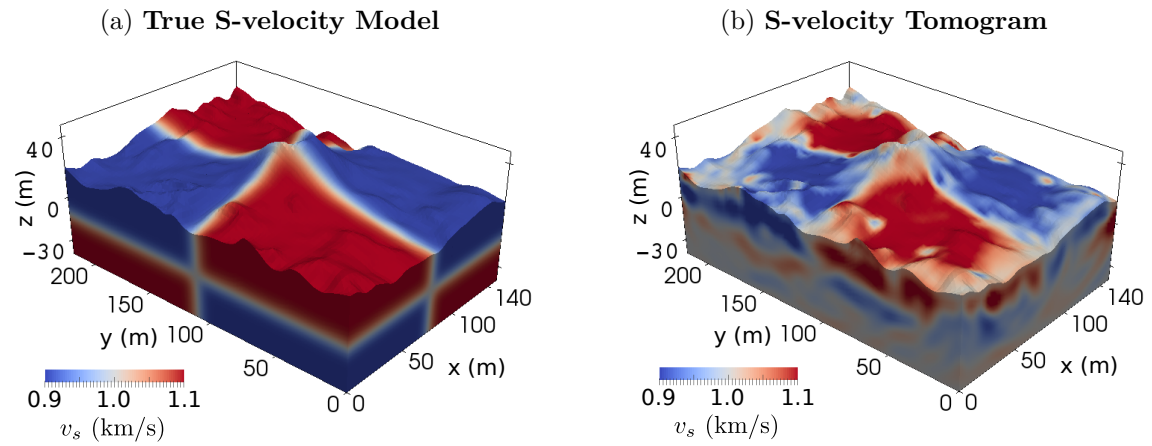 (a) True S-velocity Model
40
0
−30
z (m)
200
150
100
50
0
y (m)
0
50
100
140
x (m)
0.9 1.0 1.1
vₛ (km/s)
(b) S-velocity Tomogram
40
0
−30
z (m)
200
150
100
50
0
y (m)
0
50
100
140
x (m)
0.9 1.0 1.1
vₛ (km/s)